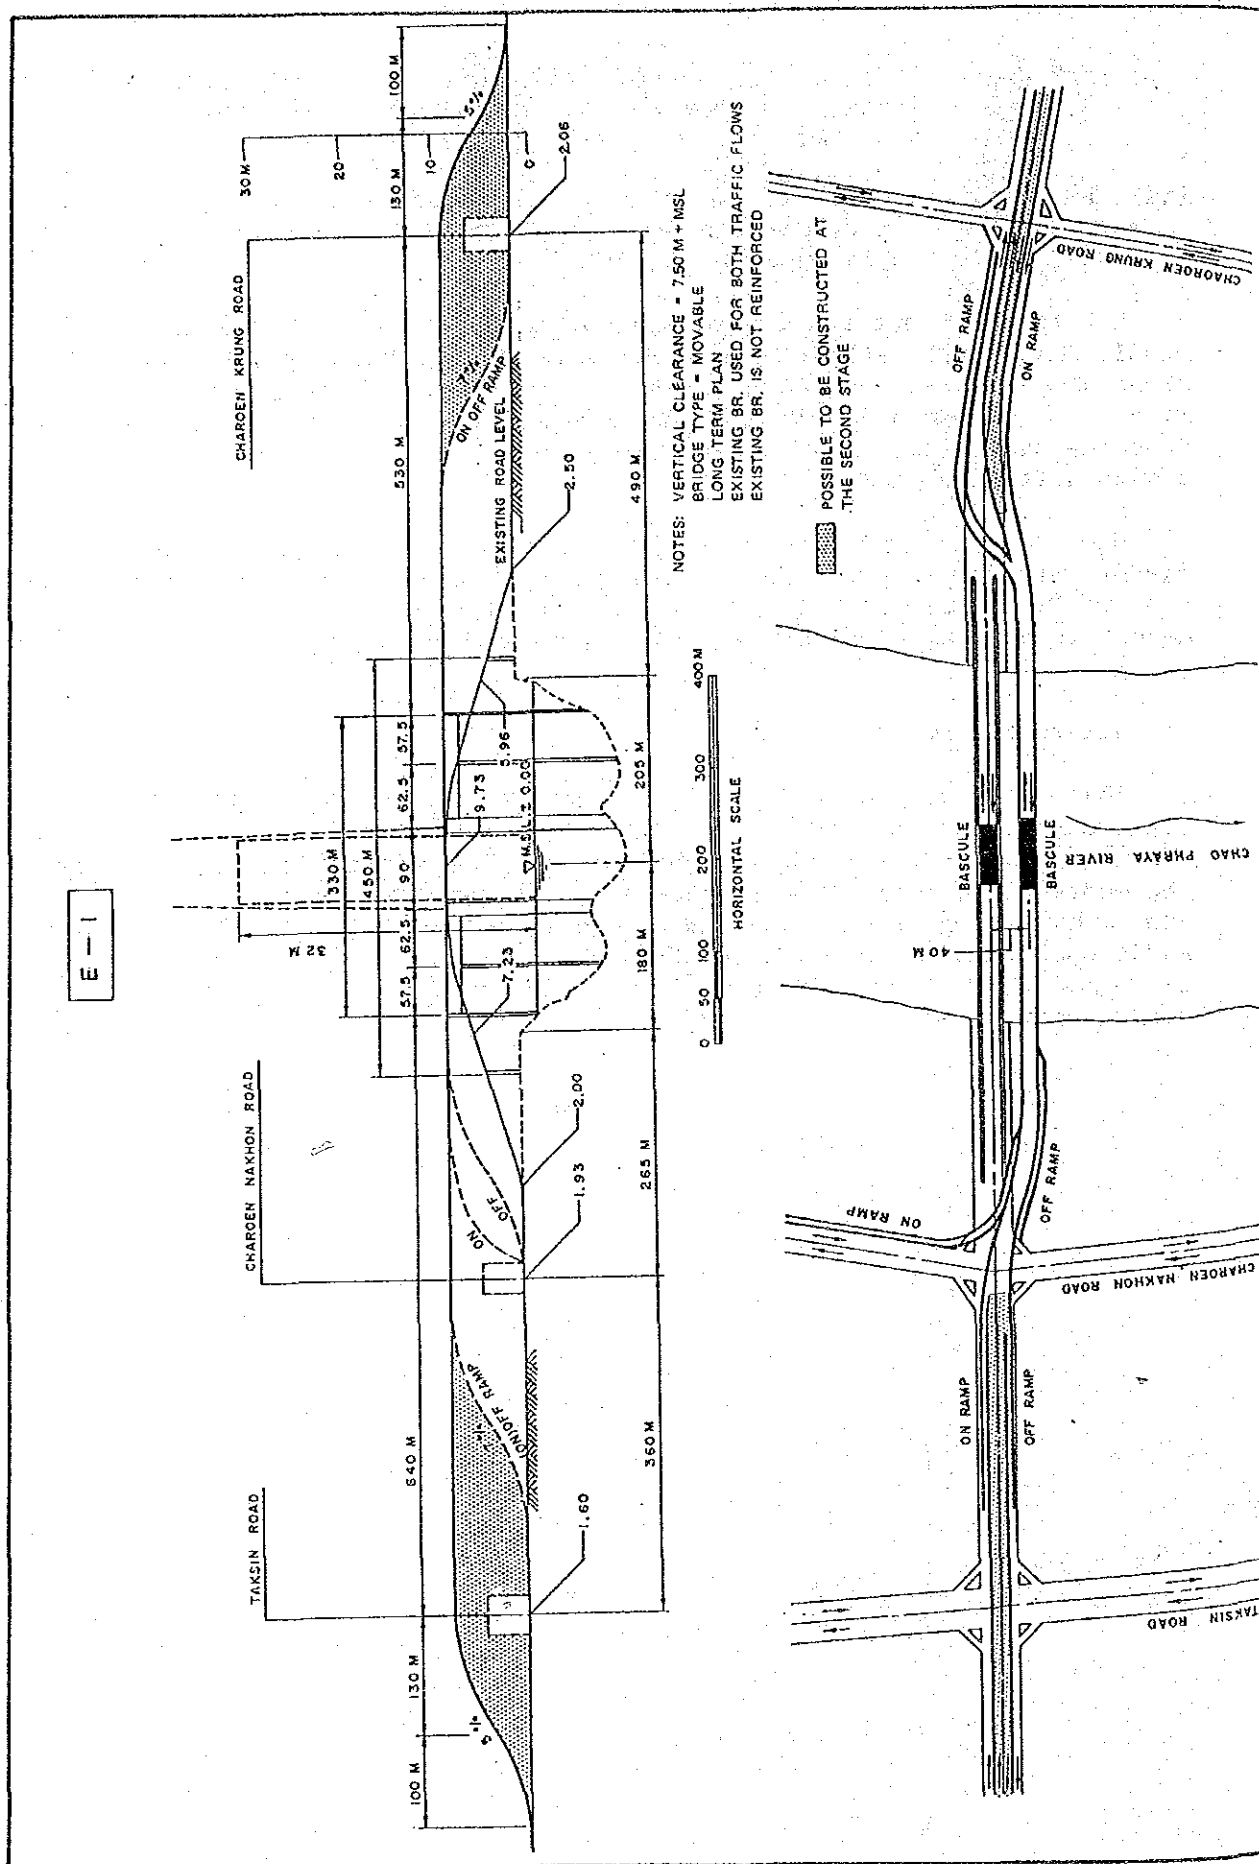 E-1
TAKSIN ROAD
CHAROEN NAKHON ROAD
CHAROEN KRUNG ROAD
30M
20
10
0
32 M
330 M
57.5 62.5 90 62.5 57.5
450 M
100 M 130 M 640 M 530 M 130 M 100 M
5%
5%
7%
7%
(ON)OFF RAMP
ON
OFF
ON OFF RAMP
EXISTING ROAD LEVEL
M.S.L. ± 0.00
1.60
1.93
2.00
7.23
9.73
5.96
2.50
2.06
360 M 265 M 180 M 205 M 490 M
0 50 100 200 300 400 M
HORIZONTAL SCALE
NOTES: VERTICAL CLEARANCE = 7.50 M + MSL
BRIDGE TYPE = MOVABLE
LONG TERM PLAN
EXISTING BR. USED FOR BOTH TRAFFIC FLOWS
EXISTING BR. IS NOT REINFORCED
POSSIBLE TO BE CONSTRUCTED AT
THE SECOND STAGE
ON RAMP
OFF RAMP
ON RAMP
OFF RAMP
40 M
BASCULE
BASCULE
OFF RAMP
ON RAMP
TAKSIN ROAD
CHAROEN NAKHON ROAD
CHAO PHRAYA RIVER
CHAOROEN KRUNG ROAD